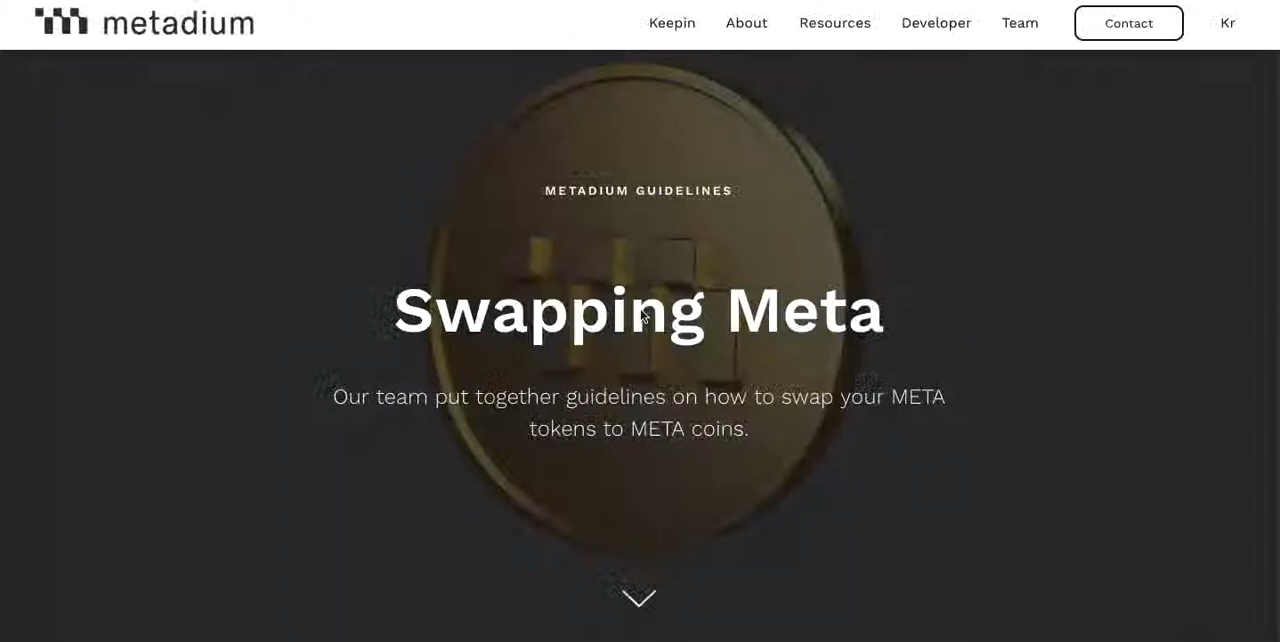 metadium
Keepin About Resources Developer Team Contact Kr
METADIUM GUIDELINES
Swapping Meta
Our team put together guidelines on how to swap your META
tokens to META coins.